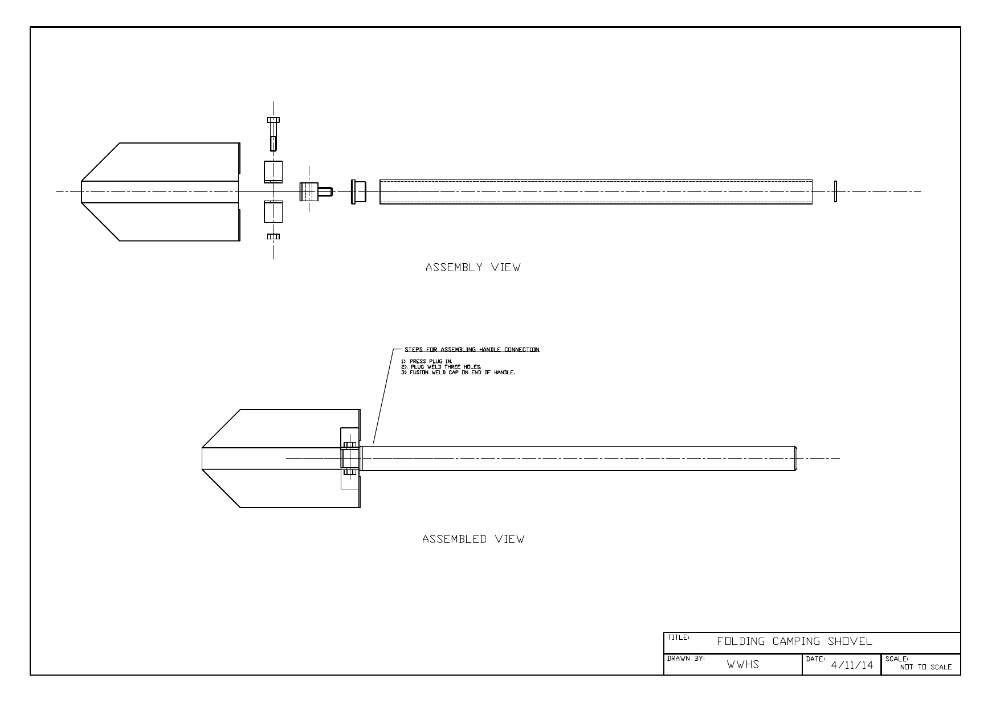 ASSEMBLY VIEW
STEPS FOR ASSEMBLING HANDLE CONNECTION
1). PRESS PLUG IN.
2). PLUG WELD THREE HOLES.
3) FUSION WELD CAP ON END OF HANDLE.
ASSEMBLED VIEW
TITLE: FOLDING CAMPING SHOVEL
DRAWN BY: WWHS
DATE: 4/11/14
SCALE: NOT TO SCALE